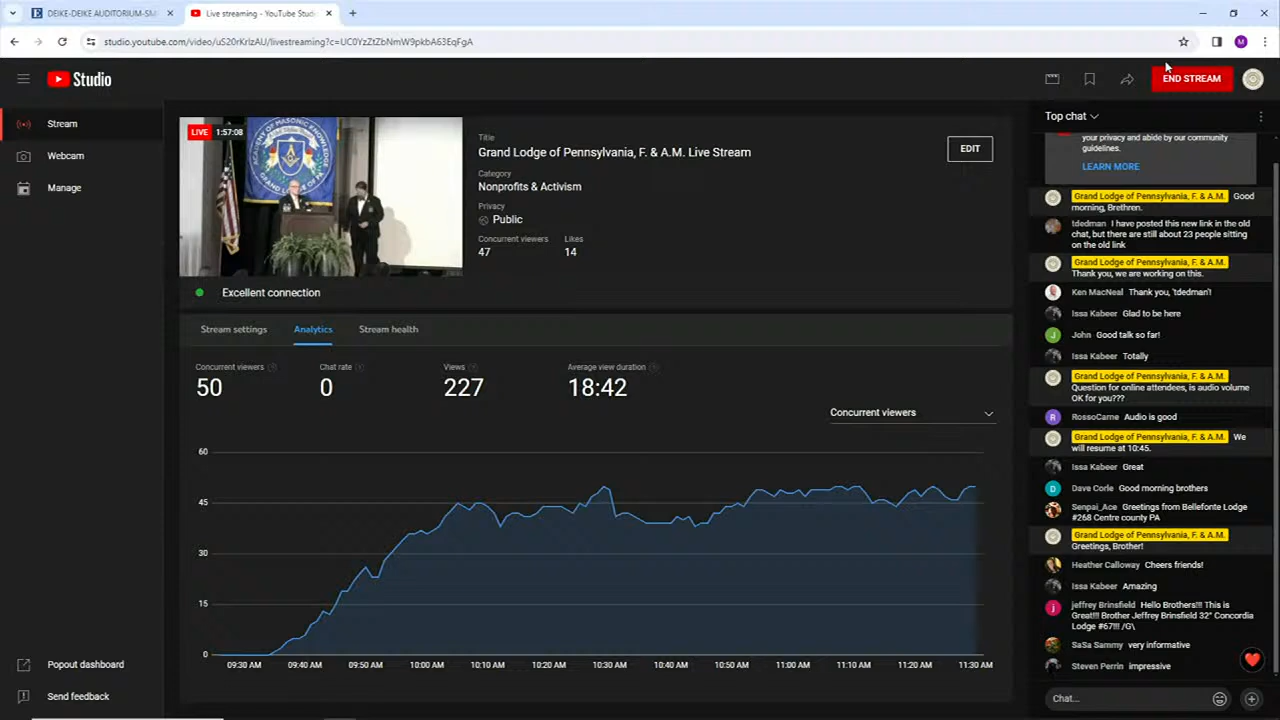 DEIKE-DEIKE AUDITORIUM-SM
Live streaming - YouTube Studi
studio.youtube.com/video/uS20rKrlzAU/livestreaming?c=UC0YzZtZbNmW9pkbA63EqFgA
M
Studio
END STREAM
Stream
Webcam
Manage
Popout dashboard
Send feedback
LIVE 1:57:08
Title
Grand Lodge of Pennsylvania, F. & A.M. Live Stream
EDIT
Category
Nonprofits & Activism
Privacy
Public
Concurrent viewers Likes
47 14
Excellent connection
Stream settings Analytics Stream health
Concurrent viewers Chat rate Views Average view duration
50 0 227 18:42
Concurrent viewers
60
45
30
15
0
09:30 AM 09:40 AM 09:50 AM 10:00 AM 10:10 AM 10:20 AM 10:30 AM 10:40 AM 10:50 AM 11:00 AM 11:10 AM 11:20 AM 11:30 AM
Top chat
your privacy and abide by our community
guidelines.
LEARN MORE
Grand Lodge of Pennsylvania, F. & A.M. Good
morning, Brethren.
tdedman I have posted this new link in the old
chat, but there are still about 23 people sitting
on the old link
Grand Lodge of Pennsylvania, F. & A.M.
Thank you, we are working on this.
Ken MacNeal Thank you, 'tdedman'!
Issa Kabeer Glad to be here
J John Good talk so far!
Issa Kabeer Totally
Grand Lodge of Pennsylvania, F. & A.M.
Question for online attendees, is audio volume
OK for you???
R RossoCarne Audio is good
Grand Lodge of Pennsylvania, F. & A.M. We
will resume at 10:45.
Issa Kabeer Great
D Dave Corle Good morning brothers
Senpai_Ace Greetings from Bellefonte Lodge
#268 Centre county PA
Grand Lodge of Pennsylvania, F. & A.M.
Greetings, Brother!
Heather Calloway Cheers friends!
Issa Kabeer Amazing
j jeffrey Brinsfield Hello Brothers!!! This is
Great!!! Brother Jeffrey Brinsfield 32° Concordia
Lodge #67!!! /G\
SaSa Sammy very informative
Steven Perrin impressive
Chat...